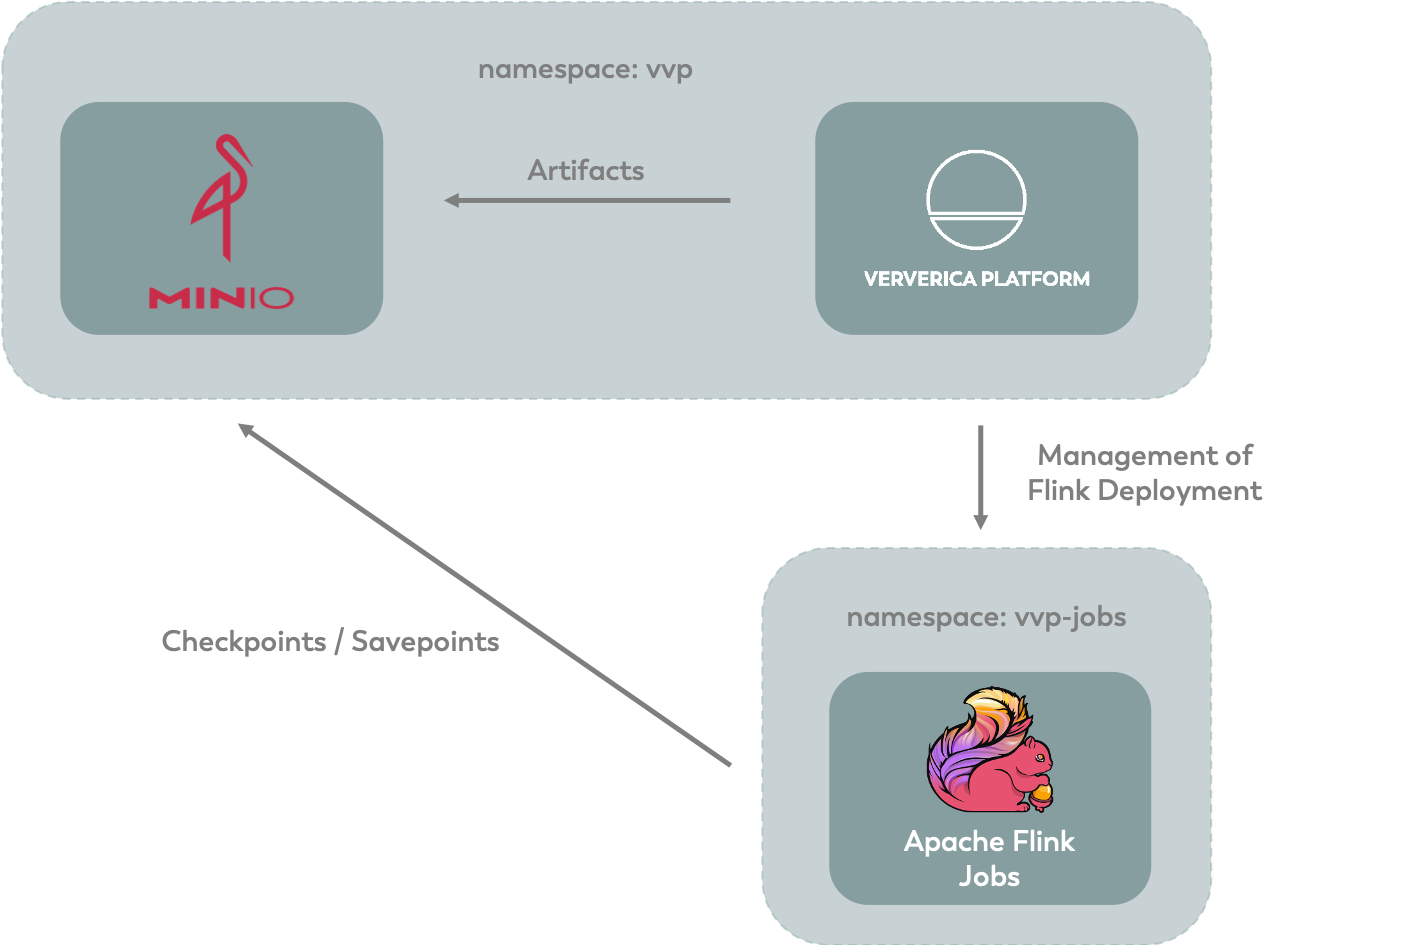 namespace: vvp
Artifacts
MINIO
VERVERICA PLATFORM
Management of
Flink Deployment
namespace: vvp-jobs
Checkpoints / Savepoints
Apache Flink
Jobs